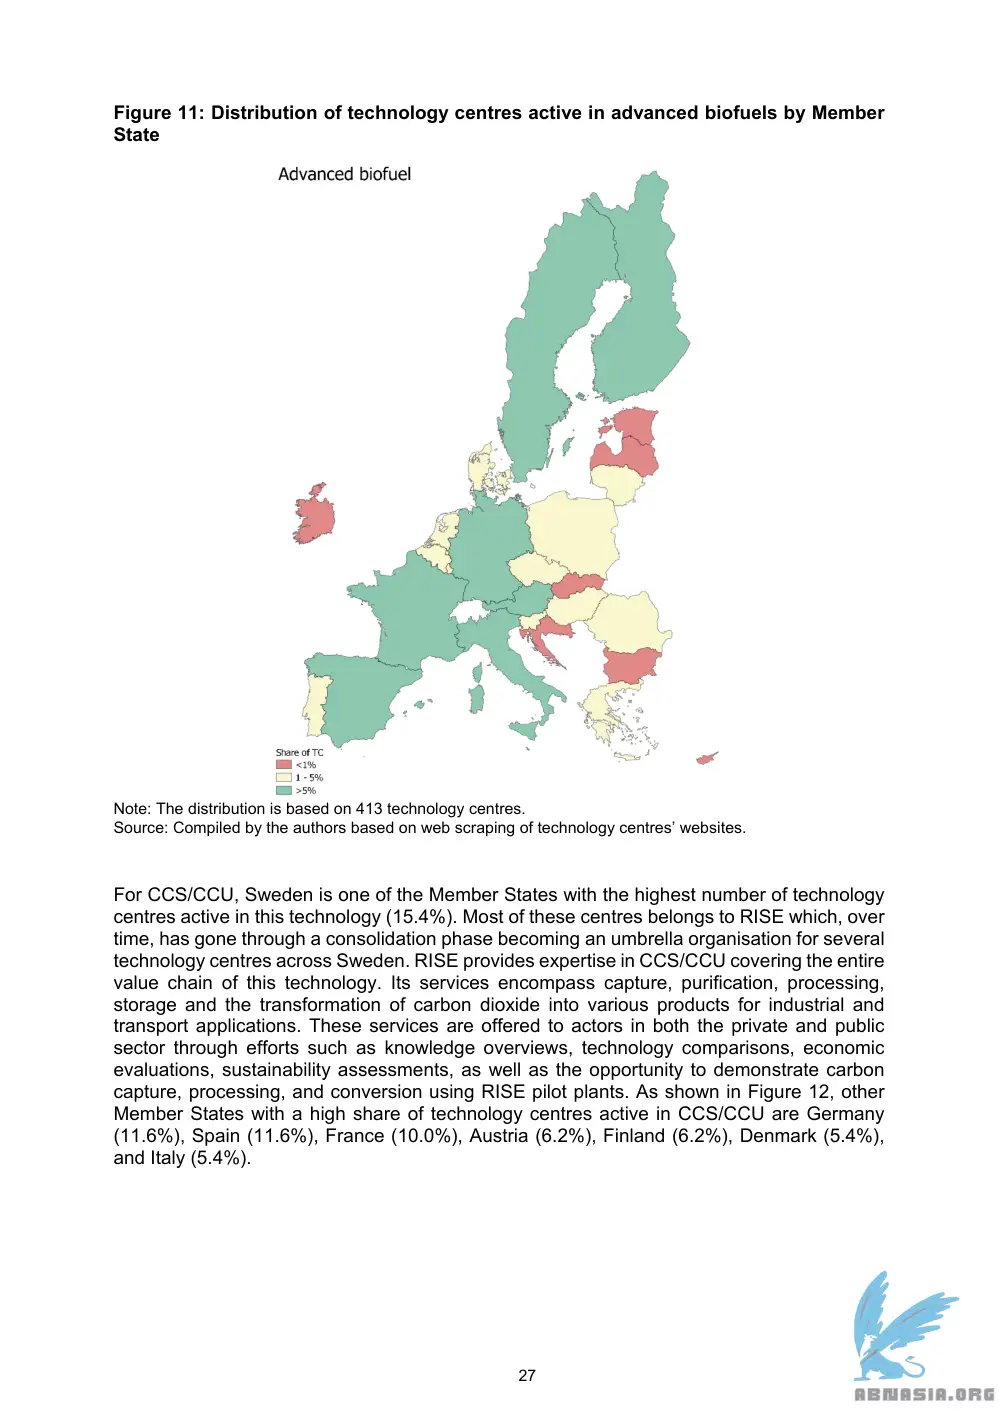 Figure 11: Distribution of technology centres active in advanced biofuels by Member
State
Advanced biofuel
Share of TC
<1%
1 - 5%
>5%
Note: The distribution is based on 413 technology centres.
Source: Compiled by the authors based on web scraping of technology centres’ websites.
For CCS/CCU, Sweden is one of the Member States with the highest number of technology
centres active in this technology (15.4%). Most of these centres belongs to RISE which, over
time, has gone through a consolidation phase becoming an umbrella organisation for several
technology centres across Sweden. RISE provides expertise in CCS/CCU covering the entire
value chain of this technology. Its services encompass capture, purification, processing,
storage and the transformation of carbon dioxide into various products for industrial and
transport applications. These services are offered to actors in both the private and public
sector through efforts such as knowledge overviews, technology comparisons, economic
evaluations, sustainability assessments, as well as the opportunity to demonstrate carbon
capture, processing, and conversion using RISE pilot plants. As shown in Figure 12, other
Member States with a high share of technology centres active in CCS/CCU are Germany
(11.6%), Spain (11.6%), France (10.0%), Austria (6.2%), Finland (6.2%), Denmark (5.4%),
and Italy (5.4%).
27
ABNASIA.ORG